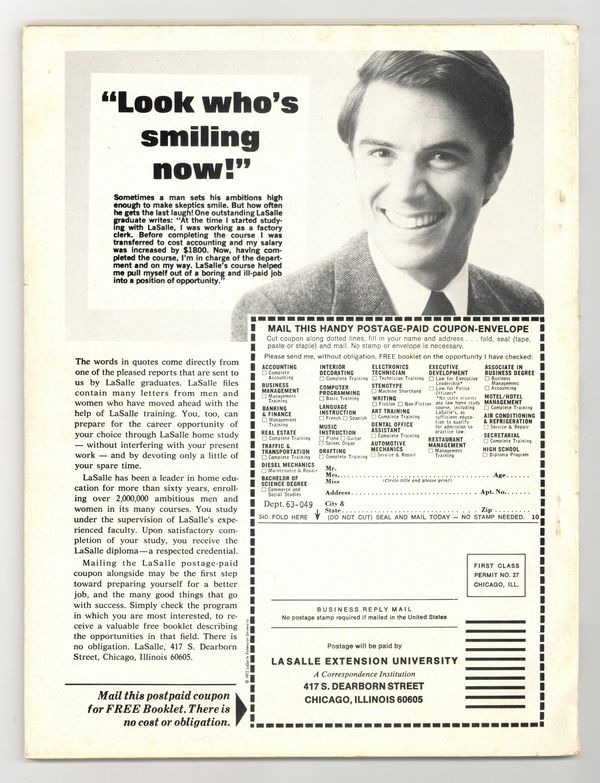 “Look who’s
smiling
now!”
Sometimes a man sets his ambitions high
enough to make skeptics smile. But how often
he gets the last laugh! One outstanding LaSalle
graduate writes: “At the time I started study-
ing with LaSalle, I was working as a factory
clerk. Before completing the course I was
transferred to cost accounting and my salary
was increased by $1800. Now, having com-
pleted the course, I’m in charge of the depart-
ment and on my way. LaSalle’s course helped
me pull myself out of a boring and ill-paid job
into a position of opportunity.”
The words in quotes come directly from
one of the pleased reports that are sent to
us by LaSalle graduates. LaSalle files
contain many letters from men and
women who have moved ahead with the
help of LaSalle training. You, too, can
prepare for the career opportunity of
your choice through LaSalle home study
— without interfering with your present
work — and by devoting only a little of
your spare time.
LaSalle has been a leader in home edu-
cation for more than sixty years, enroll-
ing over 2,000,000 ambitious men and
women in its many courses. You study
under the supervision of LaSalle’s expe-
rienced faculty. Upon satisfactory com-
pletion of your study, you receive the
LaSalle diploma—a respected credential.
Mailing the LaSalle postage-paid
coupon alongside may be the first step
toward preparing yourself for a better
job, and the many good things that go
with success. Simply check the program
in which you are most interested, to re-
ceive a valuable free booklet describing
the opportunities in that field. There is
no obligation. LaSalle, 417 S. Dearborn
Street, Chicago, Illinois 60605.
Mail this postpaid coupon
for FREE Booklet. There is
no cost or obligation.
MAIL THIS HANDY POSTAGE-PAID COUPON-ENVELOPE
Cut coupon along dotted lines, fill in your name and address . . . fold, seal (tape,
paste or staple) and mail. No stamp or envelope is necessary.
Please send me, without obligation, FREE booklet on the opportunity I have checked:
ACCOUNTING
Complete
Accounting
BUSINESS
MANAGEMENT
Management
Training
BANKING
& FINANCE
Management
Training
REAL ESTATE
Complete Training
TRAFFIC &
TRANSPORTATION
Complete Training
DIESEL MECHANICS
Maintenance & Repair
BACHELOR OF
SCIENCE DEGREE
Commerce and
Social Studies
INTERIOR
DECORATING
Complete Training
COMPUTER
PROGRAMMING
Basic Training
LANGUAGE
INSTRUCTION
French Spanish
MUSIC
INSTRUCTION
Piano Guitar
Spinet Organ
DRAFTING
Complete Training
ELECTRONICS
TECHNICIAN
Technician Training
STENOTYPE
Machine Shorthand
WRITING
Fiction Non-Fiction
ART TRAINING
Complete Training
DENTAL OFFICE
ASSISTANT
Complete Training
AUTOMOTIVE
MECHANICS
Service & Repair
EXECUTIVE
DEVELOPMENT
Law for Executive
Leadership*
Law for Police
Officers*
*No state accepts
any law home study
course, including
LaSalle's, as
sufficient educa-
tion to qualify
for admission to
practice law.
RESTAURANT
MANAGEMENT
Management
Training
ASSOCIATE IN
BUSINESS DEGREE
Business
Management
Accounting
MOTEL/HOTEL
MANAGEMENT
Complete Training
AIR CONDITIONING
& REFRIGERATION
Service & Repair
SECRETARIAL
Complete Training
HIGH SCHOOL
Diploma Program
Mr.
Mrs. Age
Miss (Circle title and please print)
Address Apt. No.
Dept. 63-049 City &
State Zip
540 FOLD HERE (DO NOT CUT) SEAL AND MAIL TODAY — NO STAMP NEEDED. 10
FIRST CLASS
PERMIT NO. 27
CHICAGO, ILL.
BUSINESS REPLY MAIL
No postage stamp required if mailed in the United States
Postage will be paid by
LASALLE EXTENSION UNIVERSITY
A Correspondence Institution
417 S. DEARBORN STREET
CHICAGO, ILLINOIS 60605